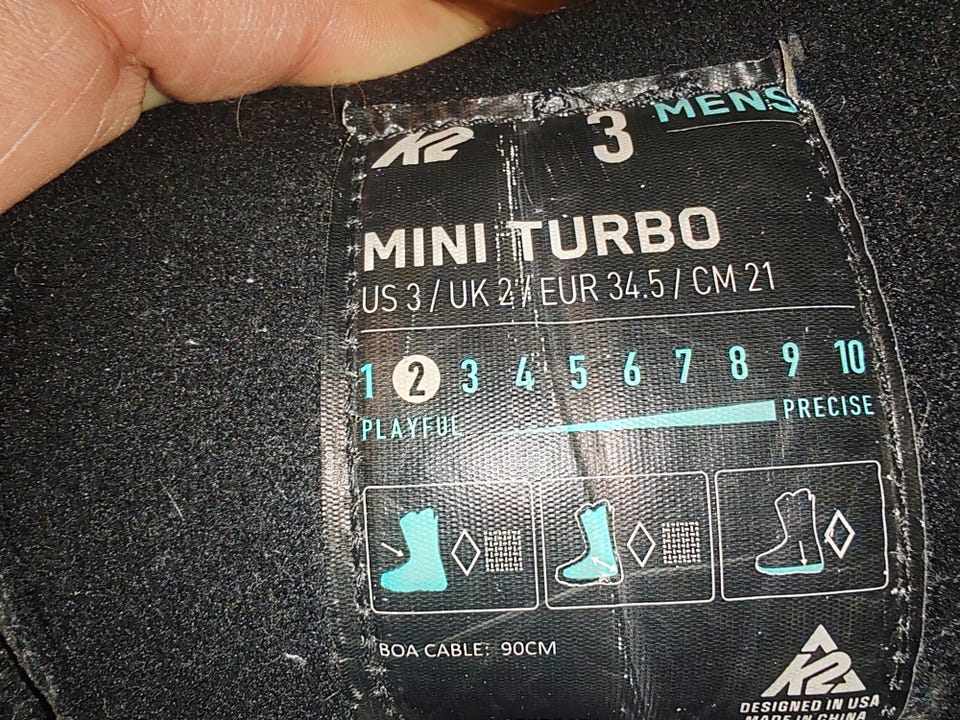 K2 3 MENS
MINI TURBO
US 3 / UK 2 / EUR 34.5 / CM 21
1 2 3 4 5 6 7 8 9 10
PLAYFUL PRECISE
BOA CABLE: 90CM
K2
DESIGNED IN USA
MADE IN CHINA